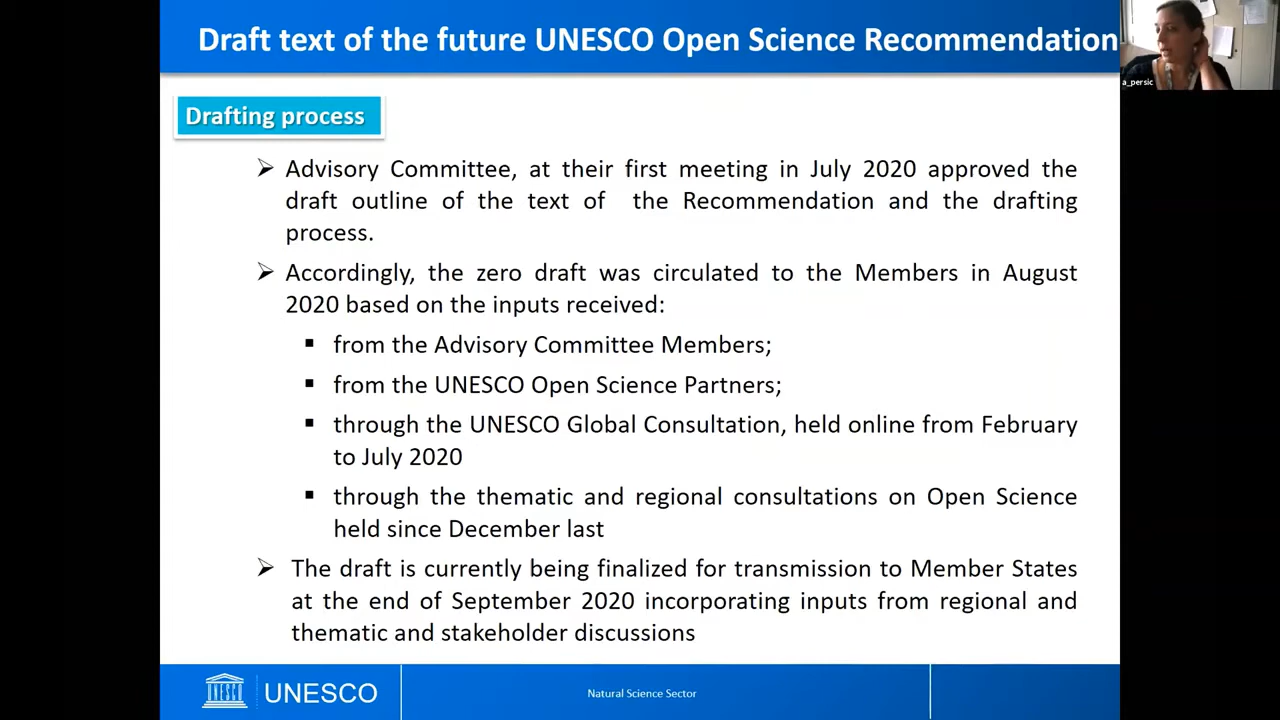 Draft text of the future UNESCO Open Science Recommendation
a_persic
Drafting process
Advisory Committee, at their first meeting in July 2020 approved the
draft outline of the text of the Recommendation and the drafting
process.
Accordingly, the zero draft was circulated to the Members in August
2020 based on the inputs received:
from the Advisory Committee Members;
from the UNESCO Open Science Partners;
through the UNESCO Global Consultation, held online from February
to July 2020
through the thematic and regional consultations on Open Science
held since December last
The draft is currently being finalized for transmission to Member States
at the end of September 2020 incorporating inputs from regional and
thematic and stakeholder discussions
UNESCO
UNESCO
Natural Science Sector